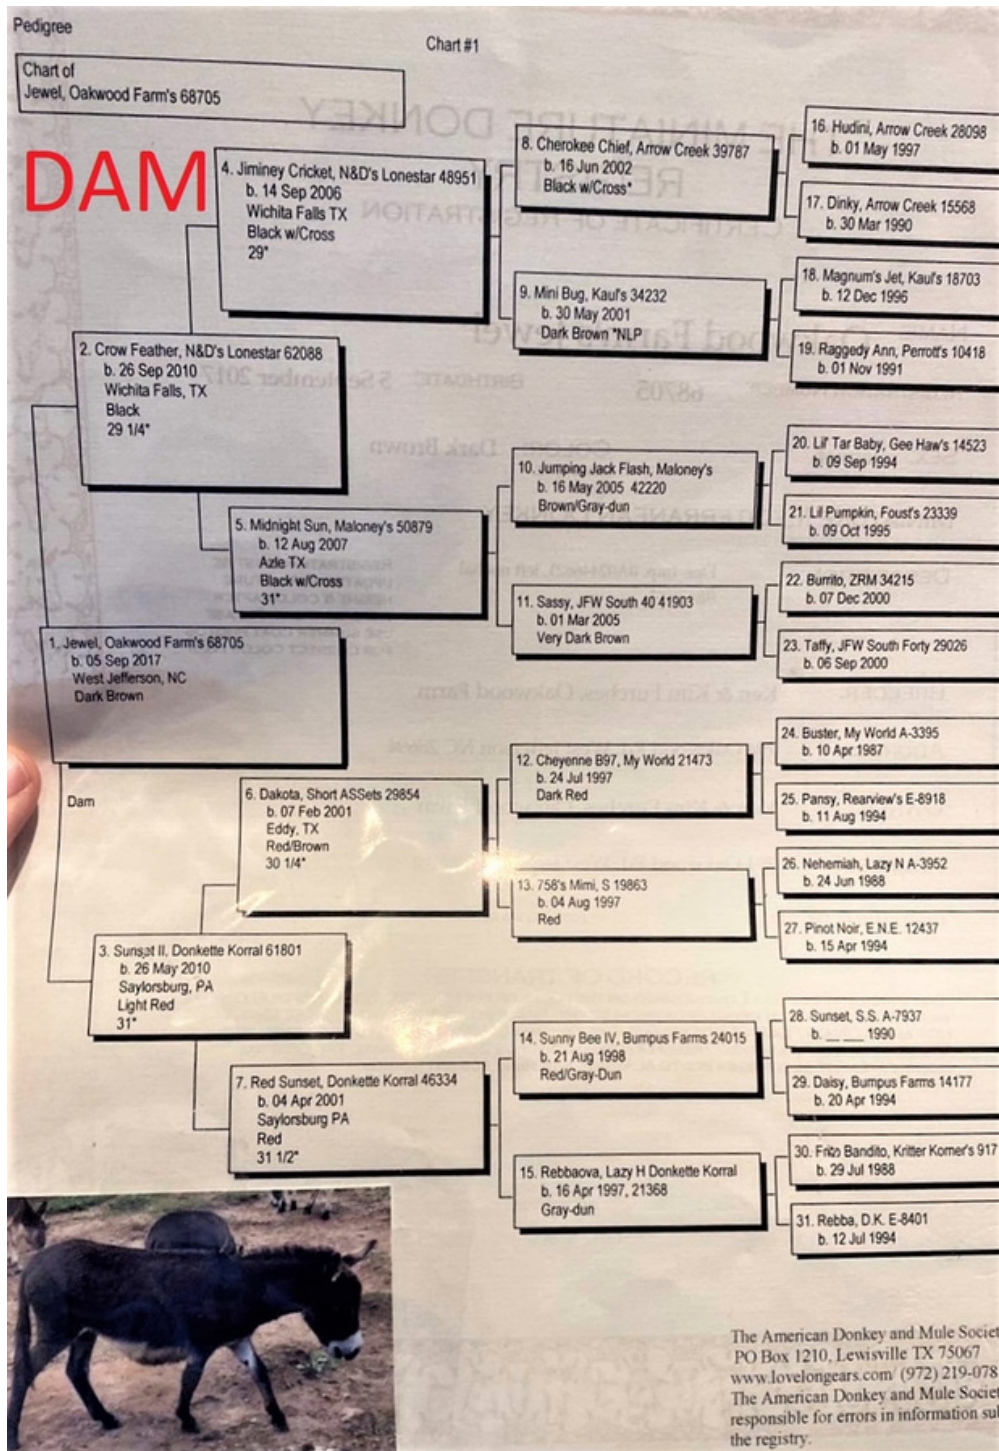 Pedigree
Chart #1
Chart of
Jewel, Oakwood Farm's 68705
DAM
4. Jiminey Cricket, N&D's Lonestar 48951
b. 14 Sep 2006
Wichita Falls TX
Black w/Cross
29"
8. Cherokee Chief, Arrow Creek 39787
b. 16 Jun 2002
Black w/Cross*
16. Hudini, Arrow Creek 28098
b. 01 May 1997
17. Dinky, Arrow Creek 15568
b. 30 Mar 1990
9. Mini Bug, Kaul's 34232
b. 30 May 2001
Dark Brown *NLP
18. Magnum's Jet, Kaul's 18703
b. 12 Dec 1996
19. Raggedy Ann, Perrott's 10418
b. 01 Nov 1991
2. Crow Feather, N&D's Lonestar 62088
b. 26 Sep 2010
Wichita Falls, TX
Black
29 1/4"
10. Jumping Jack Flash, Maloney's
b. 16 May 2005 42220
Brown/Gray-dun
20. Lil' Tar Baby, Gee Haw's 14523
b. 09 Sep 1994
21. Lil Pumpkin, Foust's 23339
b. 09 Oct 1995
5. Midnight Sun, Maloney's 50879
b. 12 Aug 2007
Azle TX
Black w/Cross
31"
11. Sassy, JFW South 40 41903
b. 01 Mar 2005
Very Dark Brown
22. Burrito, ZRM 34215
b. 07 Dec 2000
23. Taffy, JFW South Forty 29026
b. 06 Sep 2000
1. Jewel, Oakwood Farm's 68705
b. 05 Sep 2017
West Jefferson, NC
Dark Brown
Dam
6. Dakota, Short ASSets 29854
b. 07 Feb 2001
Eddy, TX
Red/Brown
30 1/4"
12. Cheyenne B97, My World 21473
b. 24 Jul 1997
Dark Red
24. Buster, My World A-3395
b. 10 Apr 1987
25. Pansy, Rearview's E-8918
b. 11 Aug 1994
13. 758's Mimi, S 19863
b. 04 Aug 1997
Red
26. Nehemiah, Lazy N A-3952
b. 24 Jun 1988
27. Pinot Noir, E.N.E. 12437
b. 15 Apr 1994
3. Sunset II, Donkette Korral 61801
b. 26 May 2010
Saylorsburg, PA
Light Red
31"
14. Sunny Bee IV, Bumpus Farms 24015
b. 21 Aug 1998
Red/Gray-Dun
28. Sunset, S.S. A-7937
b. __ ___ 1990
29. Daisy, Bumpus Farms 14177
b. 20 Apr 1994
7. Red Sunset, Donkette Korral 46334
b. 04 Apr 2001
Saylorsburg PA
Red
31 1/2"
15. Rebbaova, Lazy H Donkette Korral
b. 16 Apr 1997, 21368
Gray-dun
30. Frito Bandito, Kritter Korner's 917
b. 29 Jul 1988
31. Rebba, D.K. E-8401
b. 12 Jul 1994
The American Donkey and Mule Societ
PO Box 1210, Lewisville TX 75067
www.lovelongears.com/ (972) 219-078
The American Donkey and Mule Societ
responsible for errors in information sul
the registry.